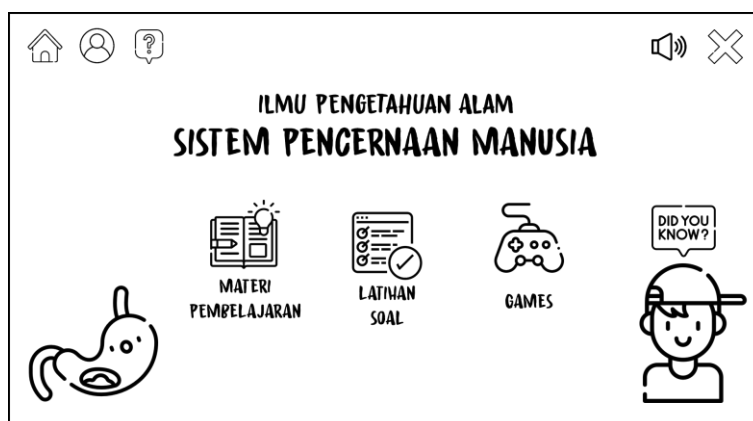 ?
ILMU PENGETAHUAN ALAM
SISTEM PENCERNAAN MANUSIA
DID YOU
KNOW?
MATERI
PEMBELAJARAN
LATIHAN
SOAL
GAMES